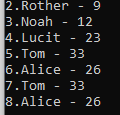 2.Rother - 9
3.Noah - 12
4.Lucit - 23
5.Tom - 33
6.Alice - 26
7.Tom - 33
8.Alice - 26